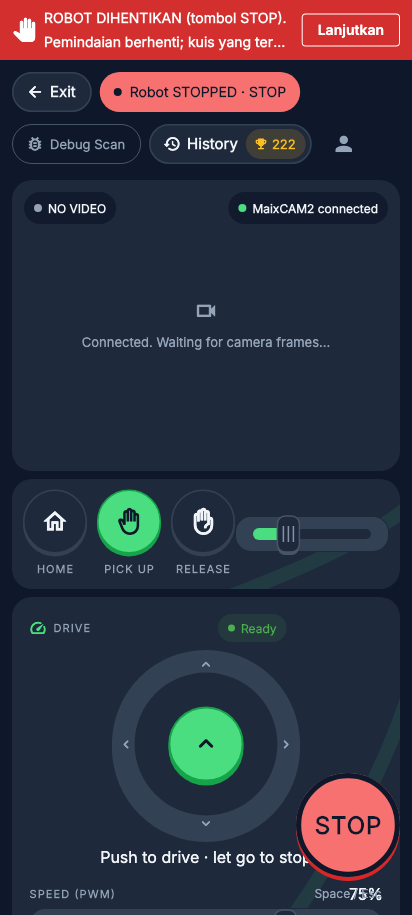 ROBOT DIHENTIKAN (tombol STOP).
Pemindaian berhenti; kuis yang ter...
Lanjutkan
Exit
Robot STOPPED · STOP
Debug Scan
History
222
NO VIDEO
MaixCAM2 connected
Connected. Waiting for camera frames...
HOME
PICK UP
RELEASE
DRIVE
Ready
STOP
Push to drive · let go to stop
SPEED (PWM)
Space
75%